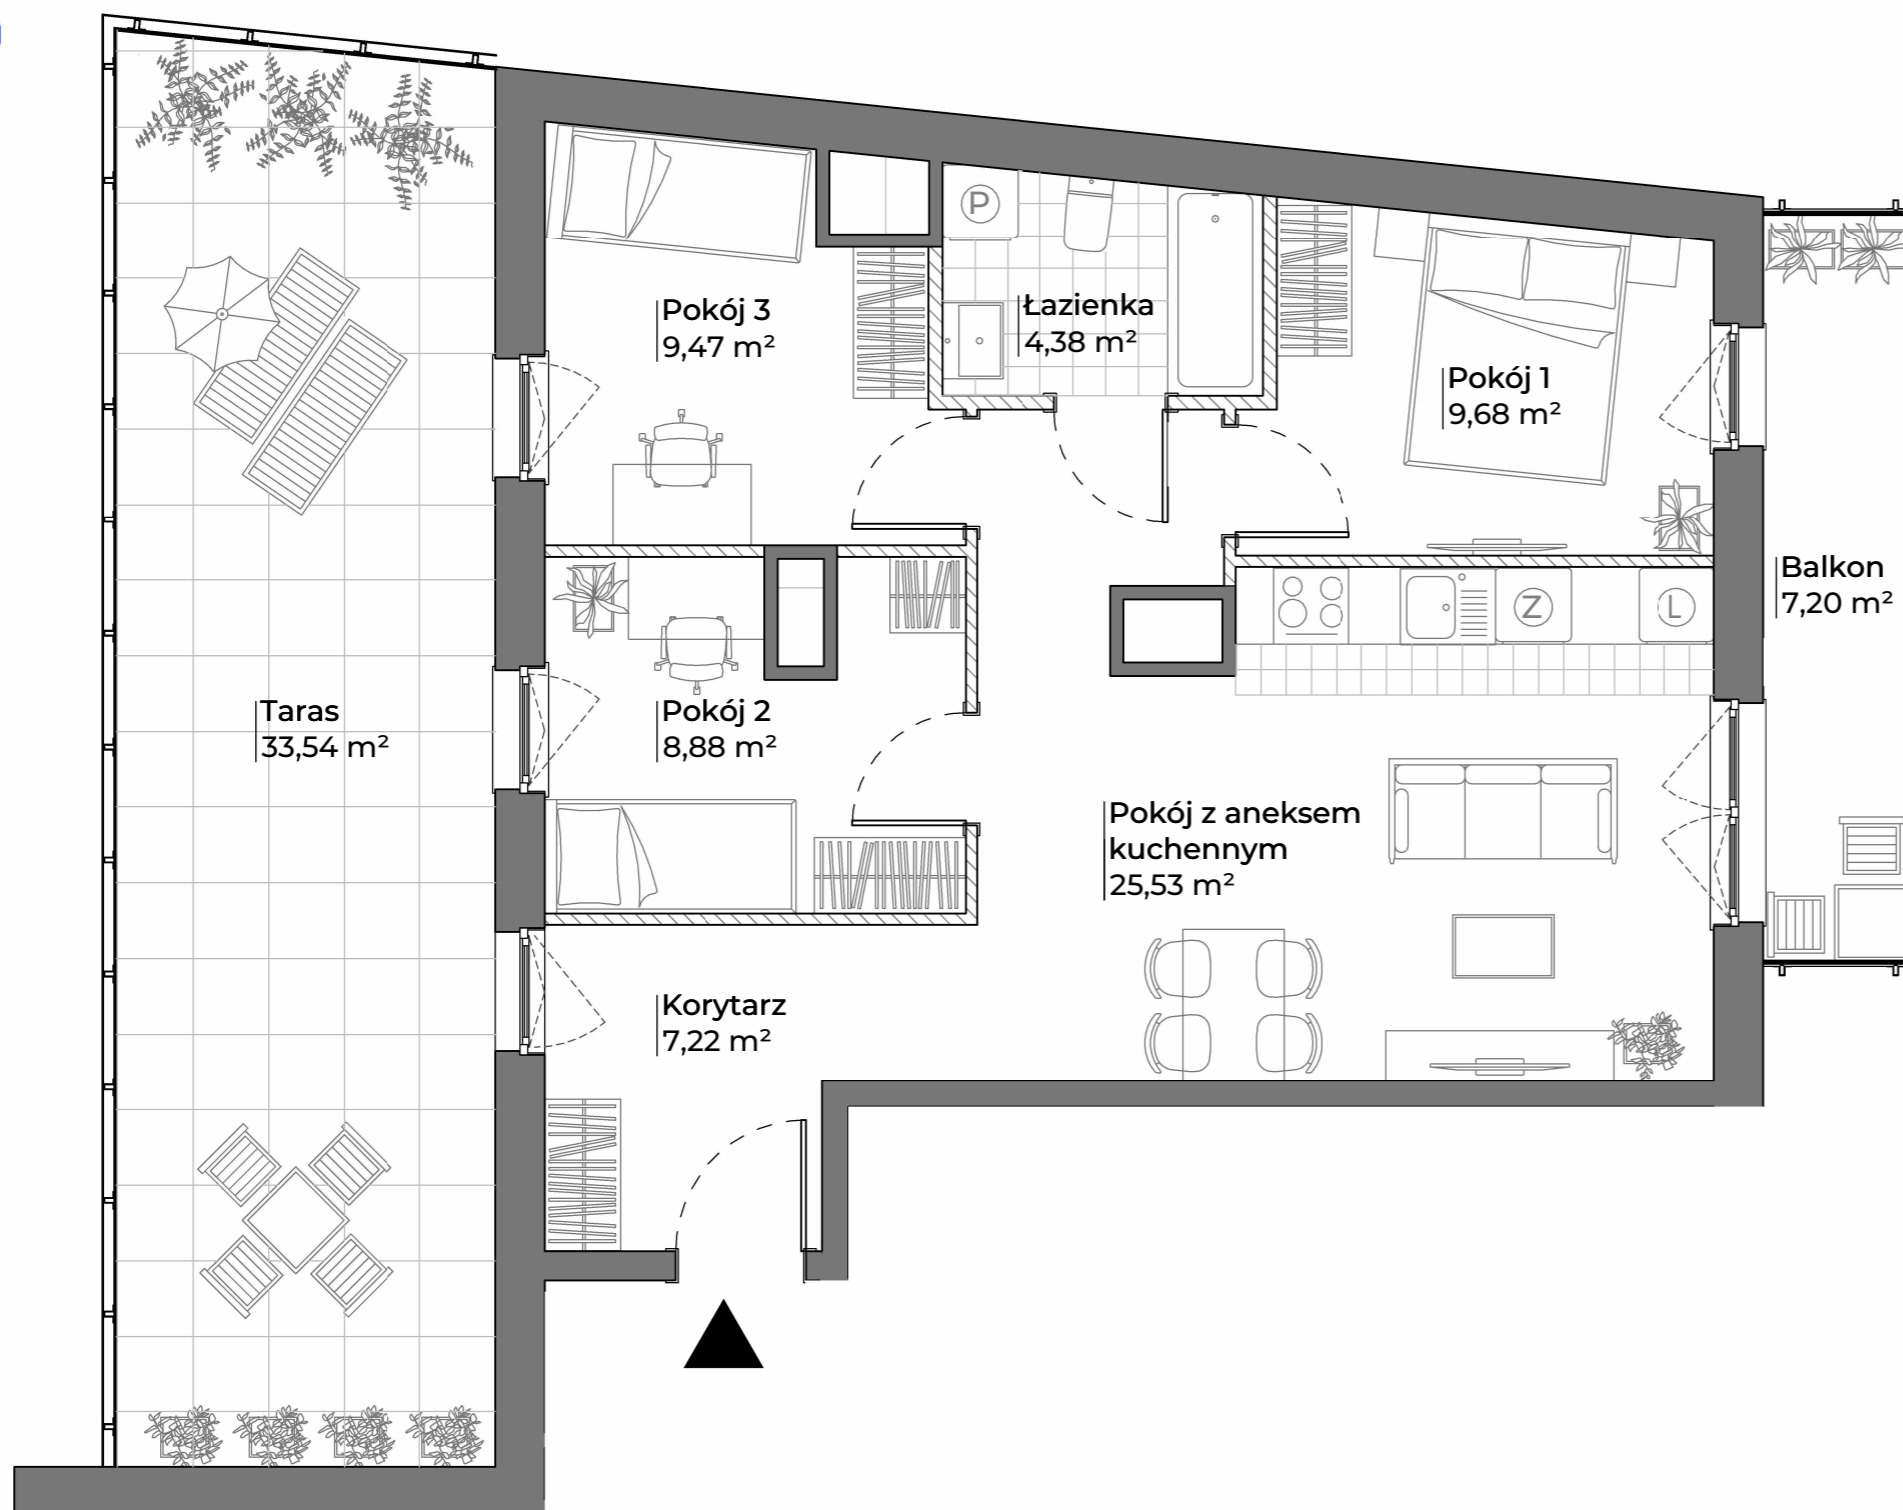 P
Pokój 3
9,47 m²
Łazienka
4,38 m²
Pokój 1
9,68 m²
Balkon
7,20 m²
Z
L
Taras
33,54 m²
Pokój 2
8,88 m²
Pokój z aneksem
kuchennym
25,53 m²
Korytarz
7,22 m²